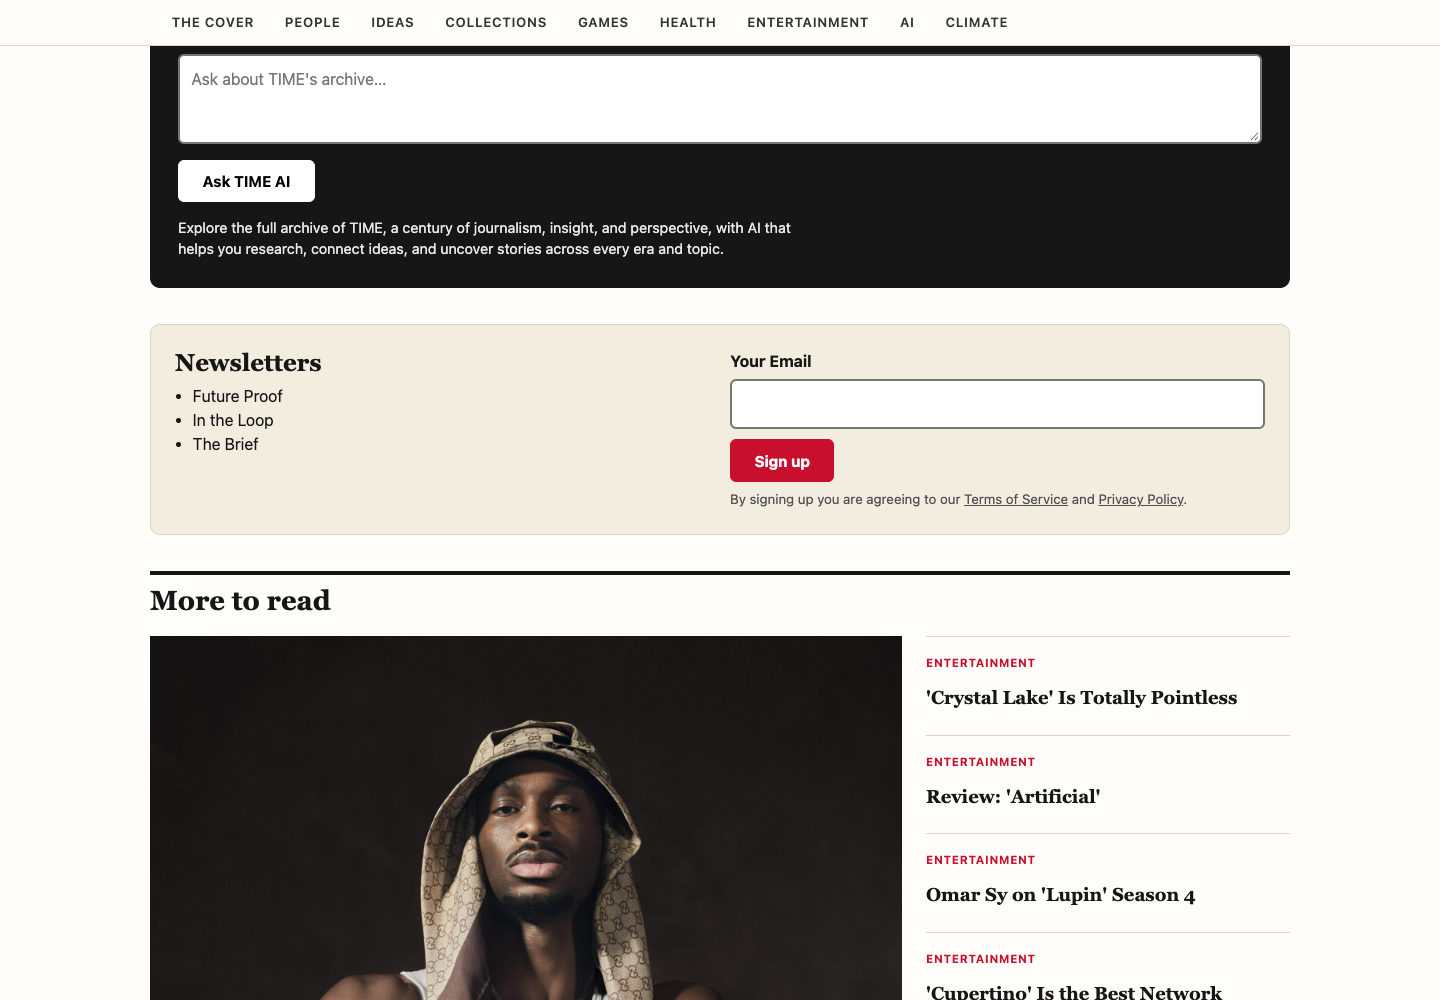 THE COVER PEOPLE IDEAS COLLECTIONS GAMES HEALTH ENTERTAINMENT AI CLIMATE
Ask about TIME's archive...
Ask TIME AI
Explore the full archive of TIME, a century of journalism, insight, and perspective, with AI that
helps you research, connect ideas, and uncover stories across every era and topic.
Newsletters
• Future Proof
• In the Loop
• The Brief
Your Email
Sign up
By signing up you are agreeing to our Terms of Service and Privacy Policy.
More to read
ENTERTAINMENT
'Crystal Lake' Is Totally Pointless
ENTERTAINMENT
Review: 'Artificial'
ENTERTAINMENT
Omar Sy on 'Lupin' Season 4
ENTERTAINMENT
'Cupertino' Is the Best Network